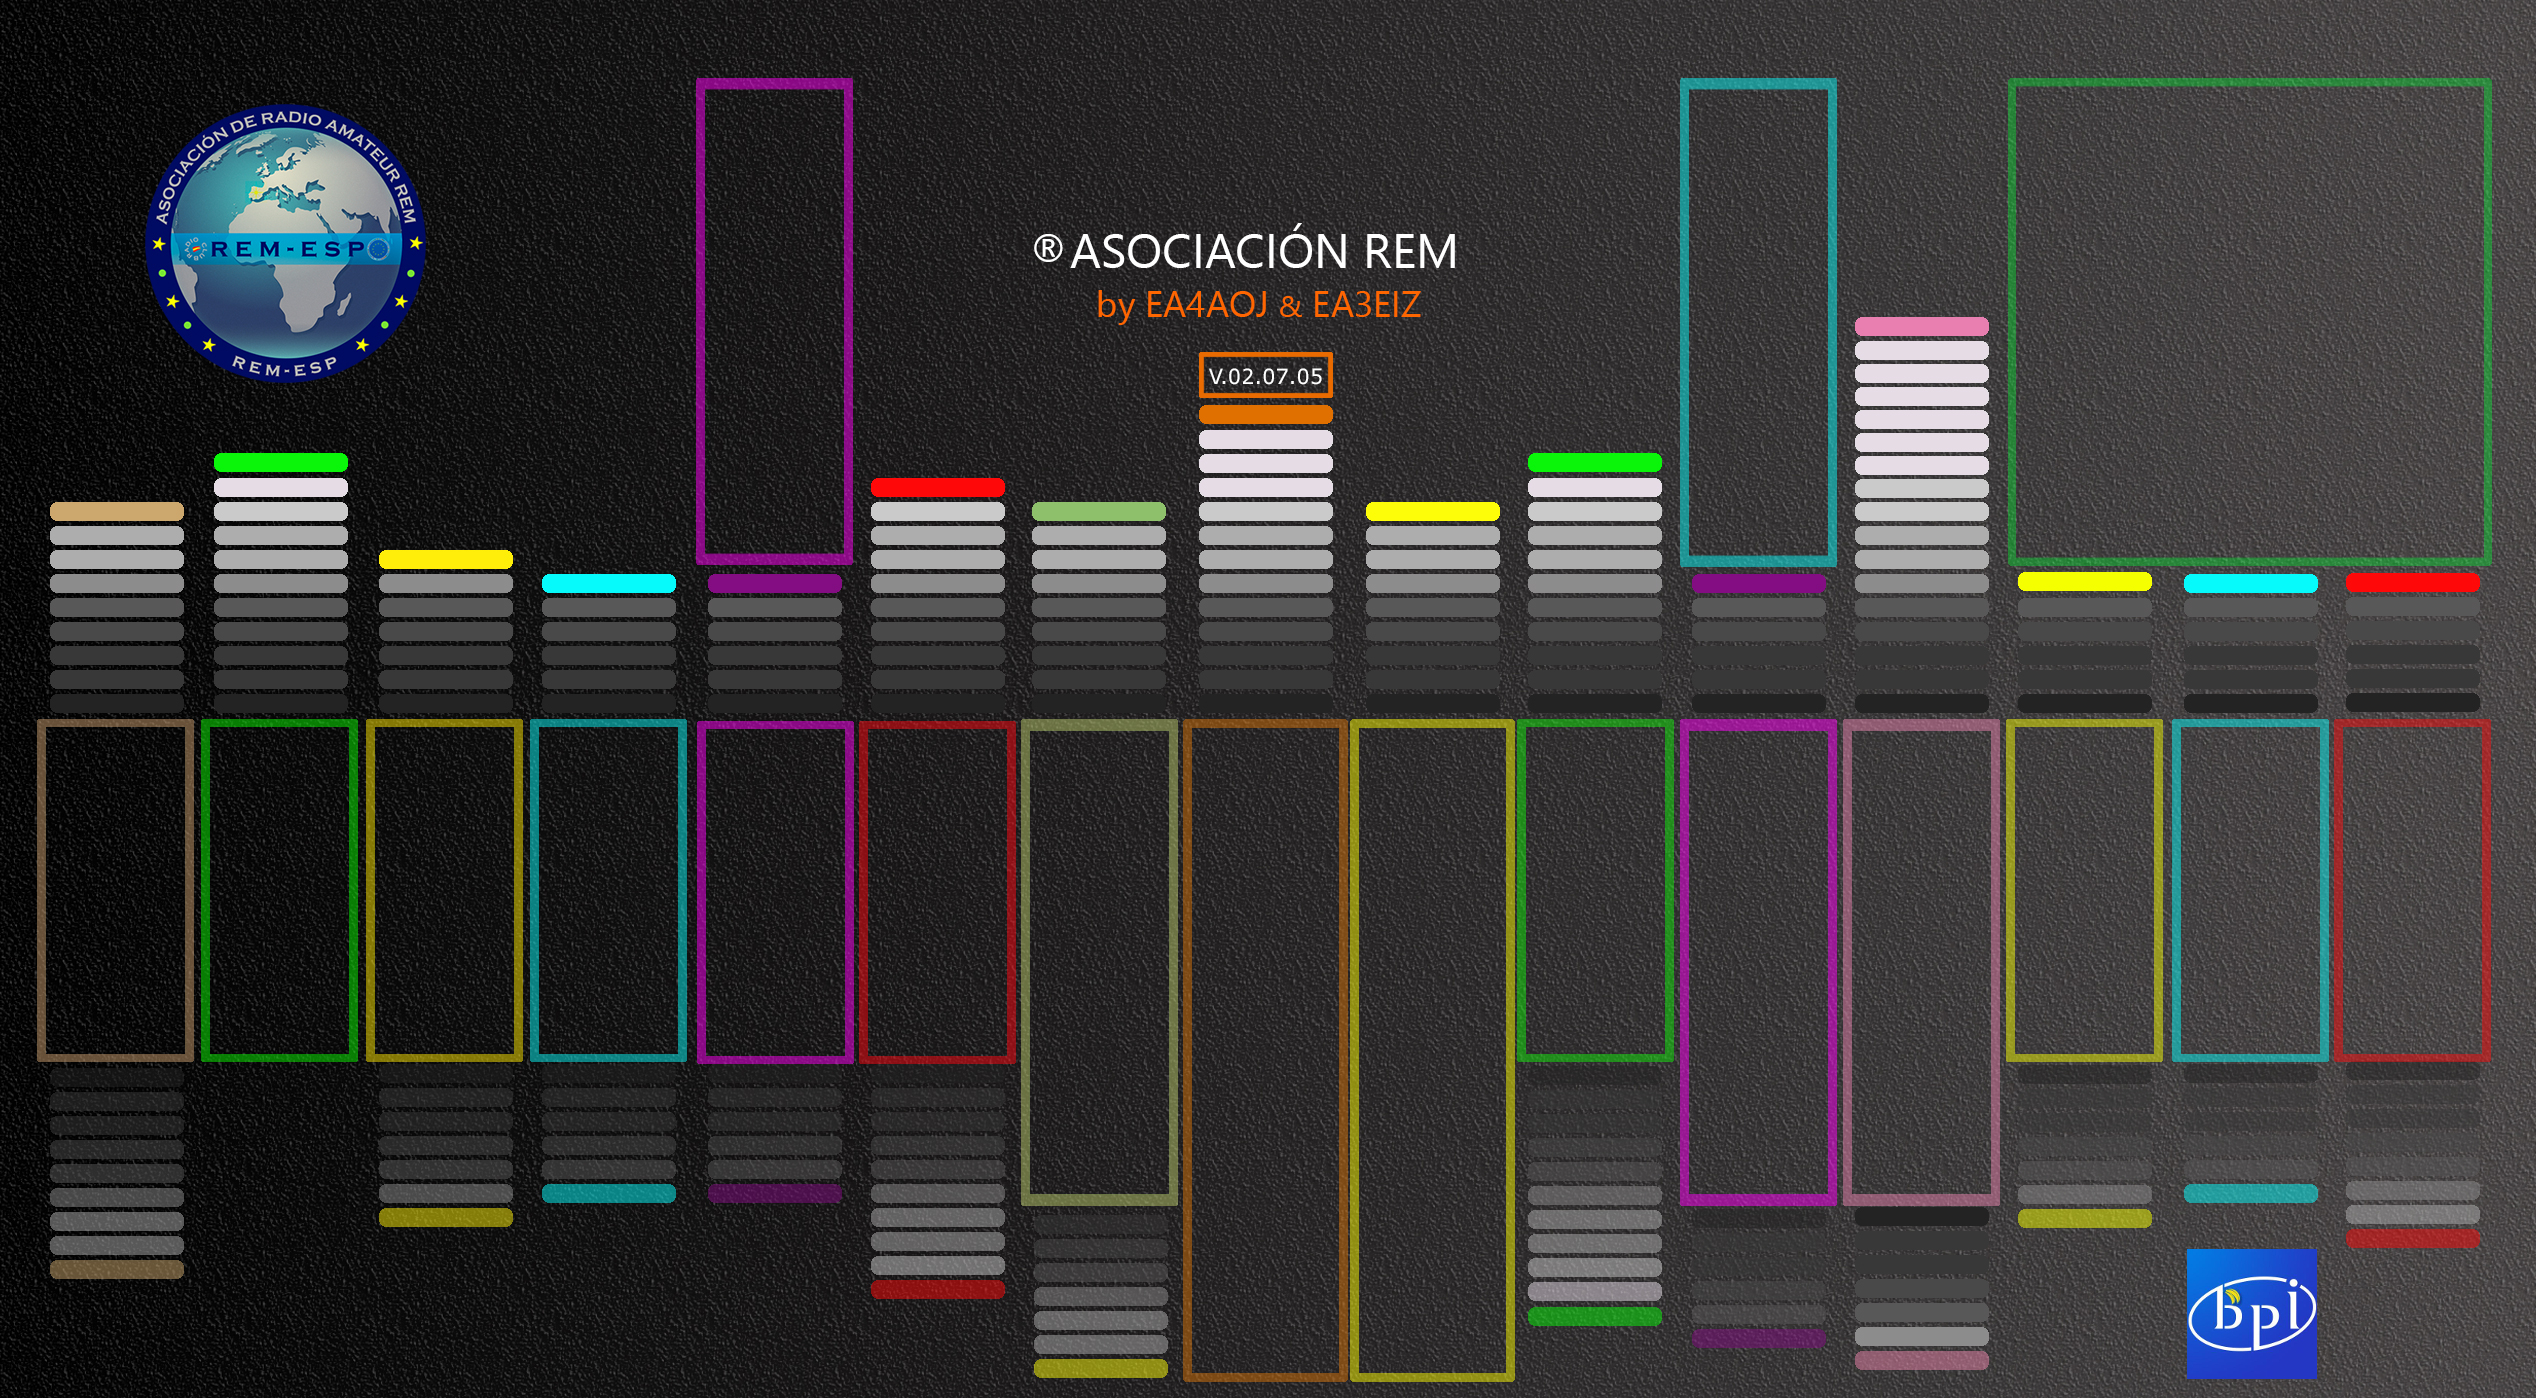 ASOCIACIÓN DE RADIO AMATEUR REM
REM-ESP
REM-ESP
® ASOCIACIÓN REM
by EA4AOJ & EA3EIZ
V.02.07.05
bpi